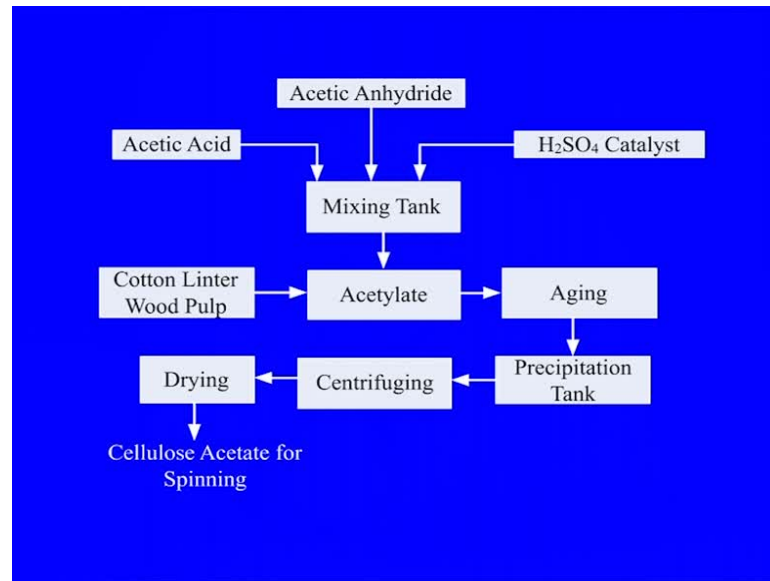 Acetic Anhydride
Acetic Acid
H₂SO₄ Catalyst
Mixing Tank
Cotton Linter
Wood Pulp
Acetylate
Aging
Drying
Centrifuging
Precipitation
Tank
Cellulose Acetate for
Spinning